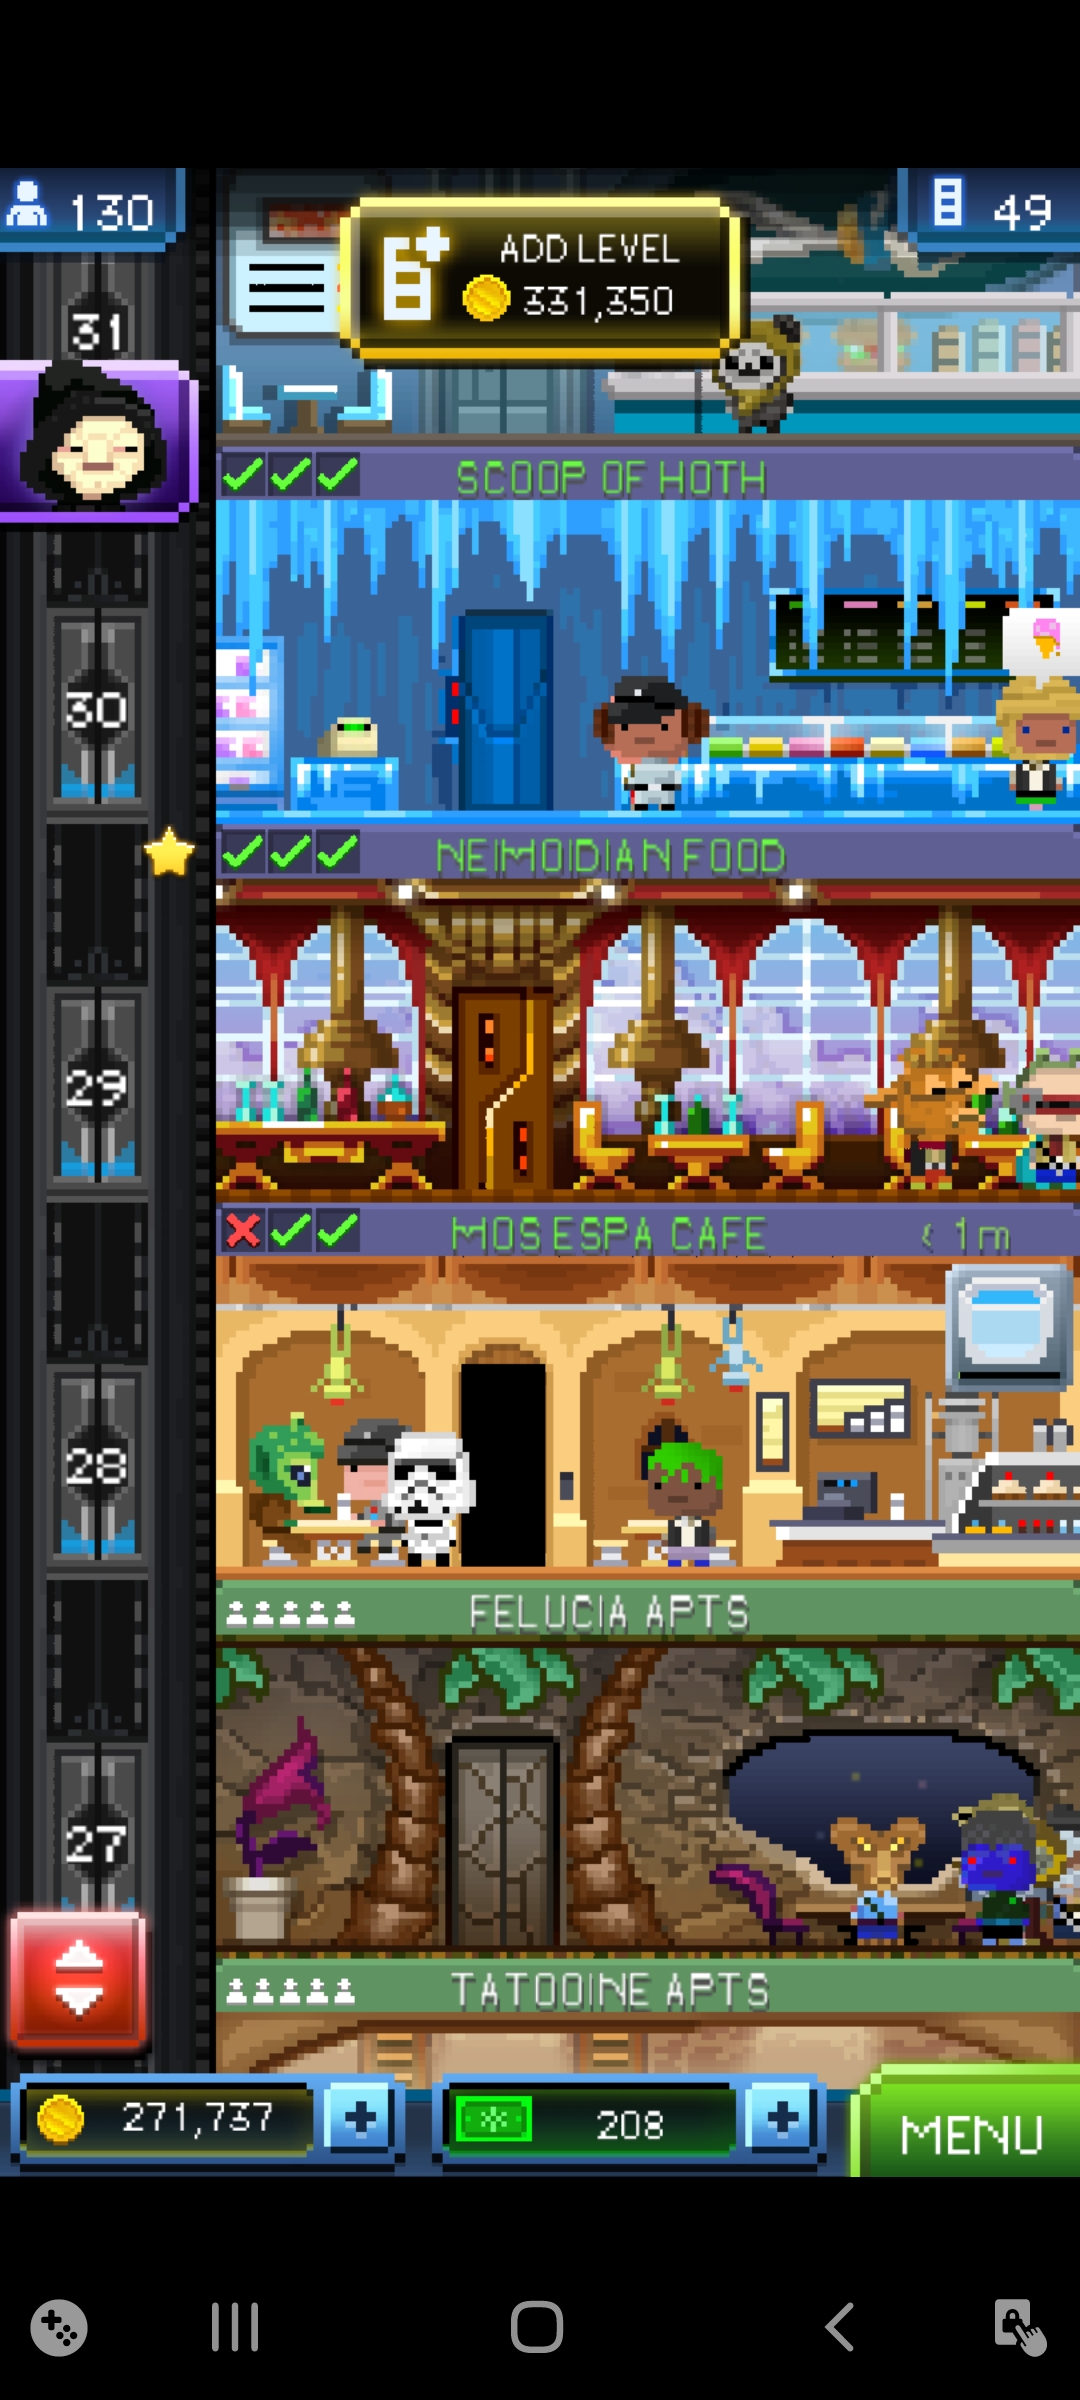 130
ADD LEVEL
331,350
49
31
SCOOP OF HOTH
30
NEIMOIDIAN FOOD
29
MOS ESPA CAFE
< 1m
28
FELUCIA APTS
27
TATOOINE APTS
271,737
208
MENU